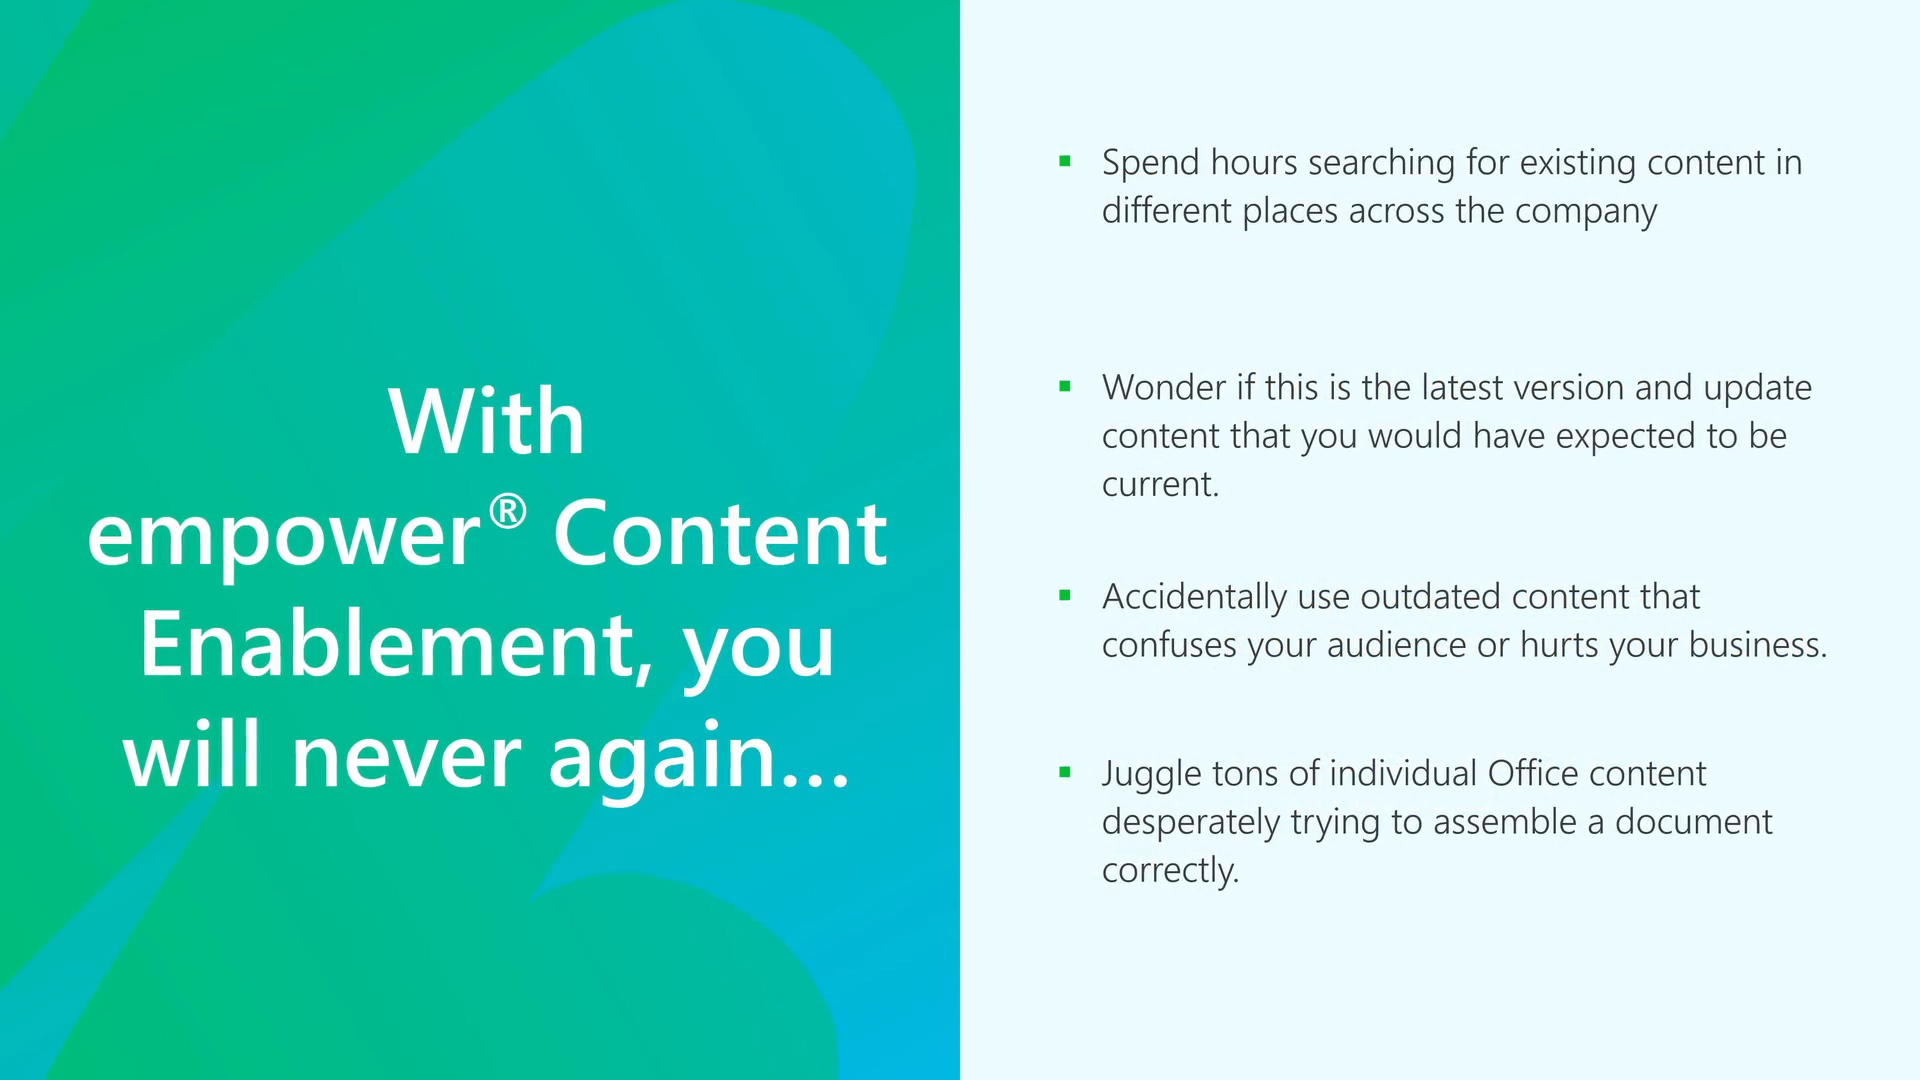 With
empower® Content
Enablement, you
will never again...
▪ Spend hours searching for existing content in
different places across the company
▪ Wonder if this is the latest version and update
content that you would have expected to be
current.
▪ Accidentally use outdated content that
confuses your audience or hurts your business.
▪ Juggle tons of individual Office content
desperately trying to assemble a document
correctly.